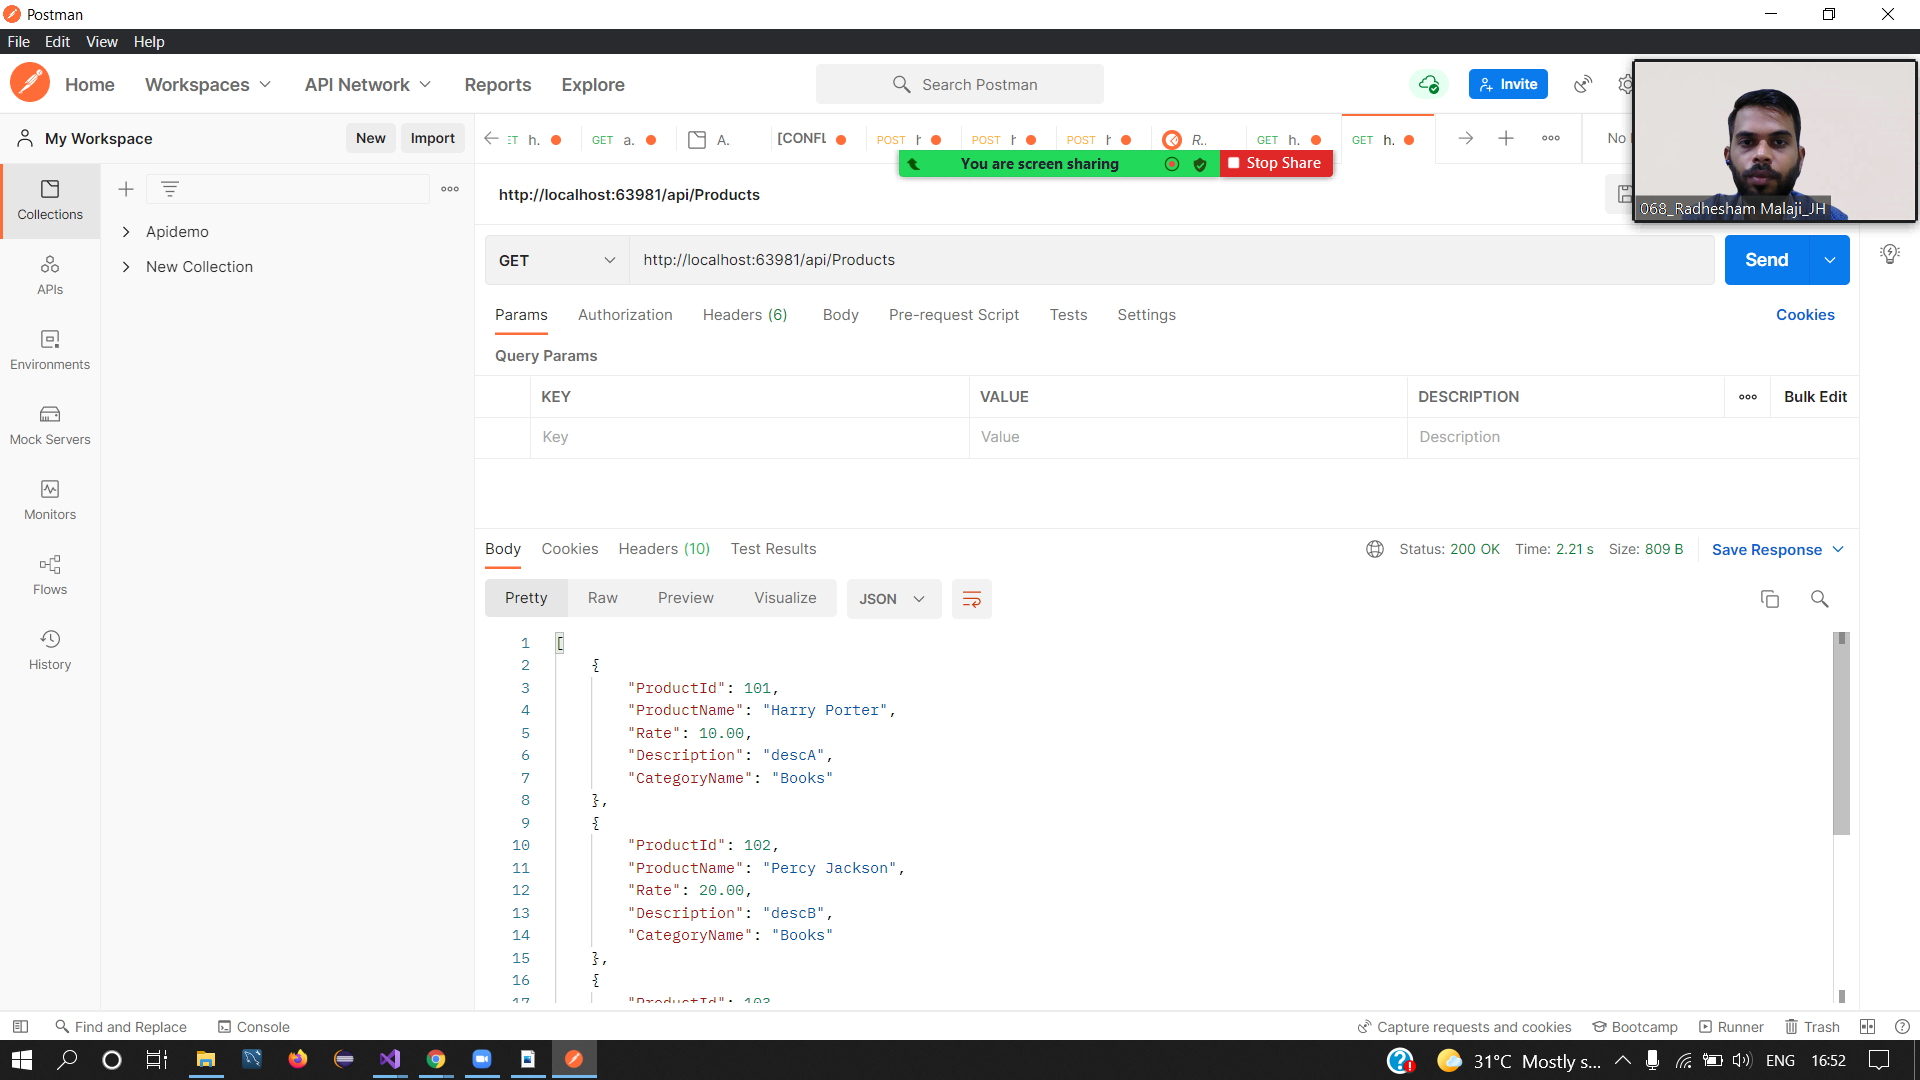 Postman
File Edit View Help
Home Workspaces API Network Reports Explore Search Postman Invite
My Workspace New Import
GET a. A. [CONFL POST POST POST R.. GET h. GET h.
You are screen sharing Stop Share
068_Radhesham Malaji_JH
http://localhost:63981/api/Products
Collections
APIs
Environments
Mock Servers
Monitors
Flows
History
Apidemo
New Collection
GET http://localhost:63981/api/Products Send
Params Authorization Headers (6) Body Pre-request Script Tests Settings Cookies
Query Params
KEY VALUE DESCRIPTION Bulk Edit
Key Value Description
Body Cookies Headers (10) Test Results Status: 200 OK Time: 2.21 s Size: 809 B Save Response
Pretty Raw Preview Visualize JSON
1 [
2 {
3 "ProductId": 101,
4 "ProductName": "Harry Porter",
5 "Rate": 10.00,
6 "Description": "descA",
7 "CategoryName": "Books"
8 },
9 {
10 "ProductId": 102,
11 "ProductName": "Percy Jackson",
12 "Rate": 20.00,
13 "Description": "descB",
14 "CategoryName": "Books"
15 },
16 {
17 "ProductId": 103
Find and Replace Console Capture requests and cookies Bootcamp Runner Trash
31°C Mostly s... ENG 16:52